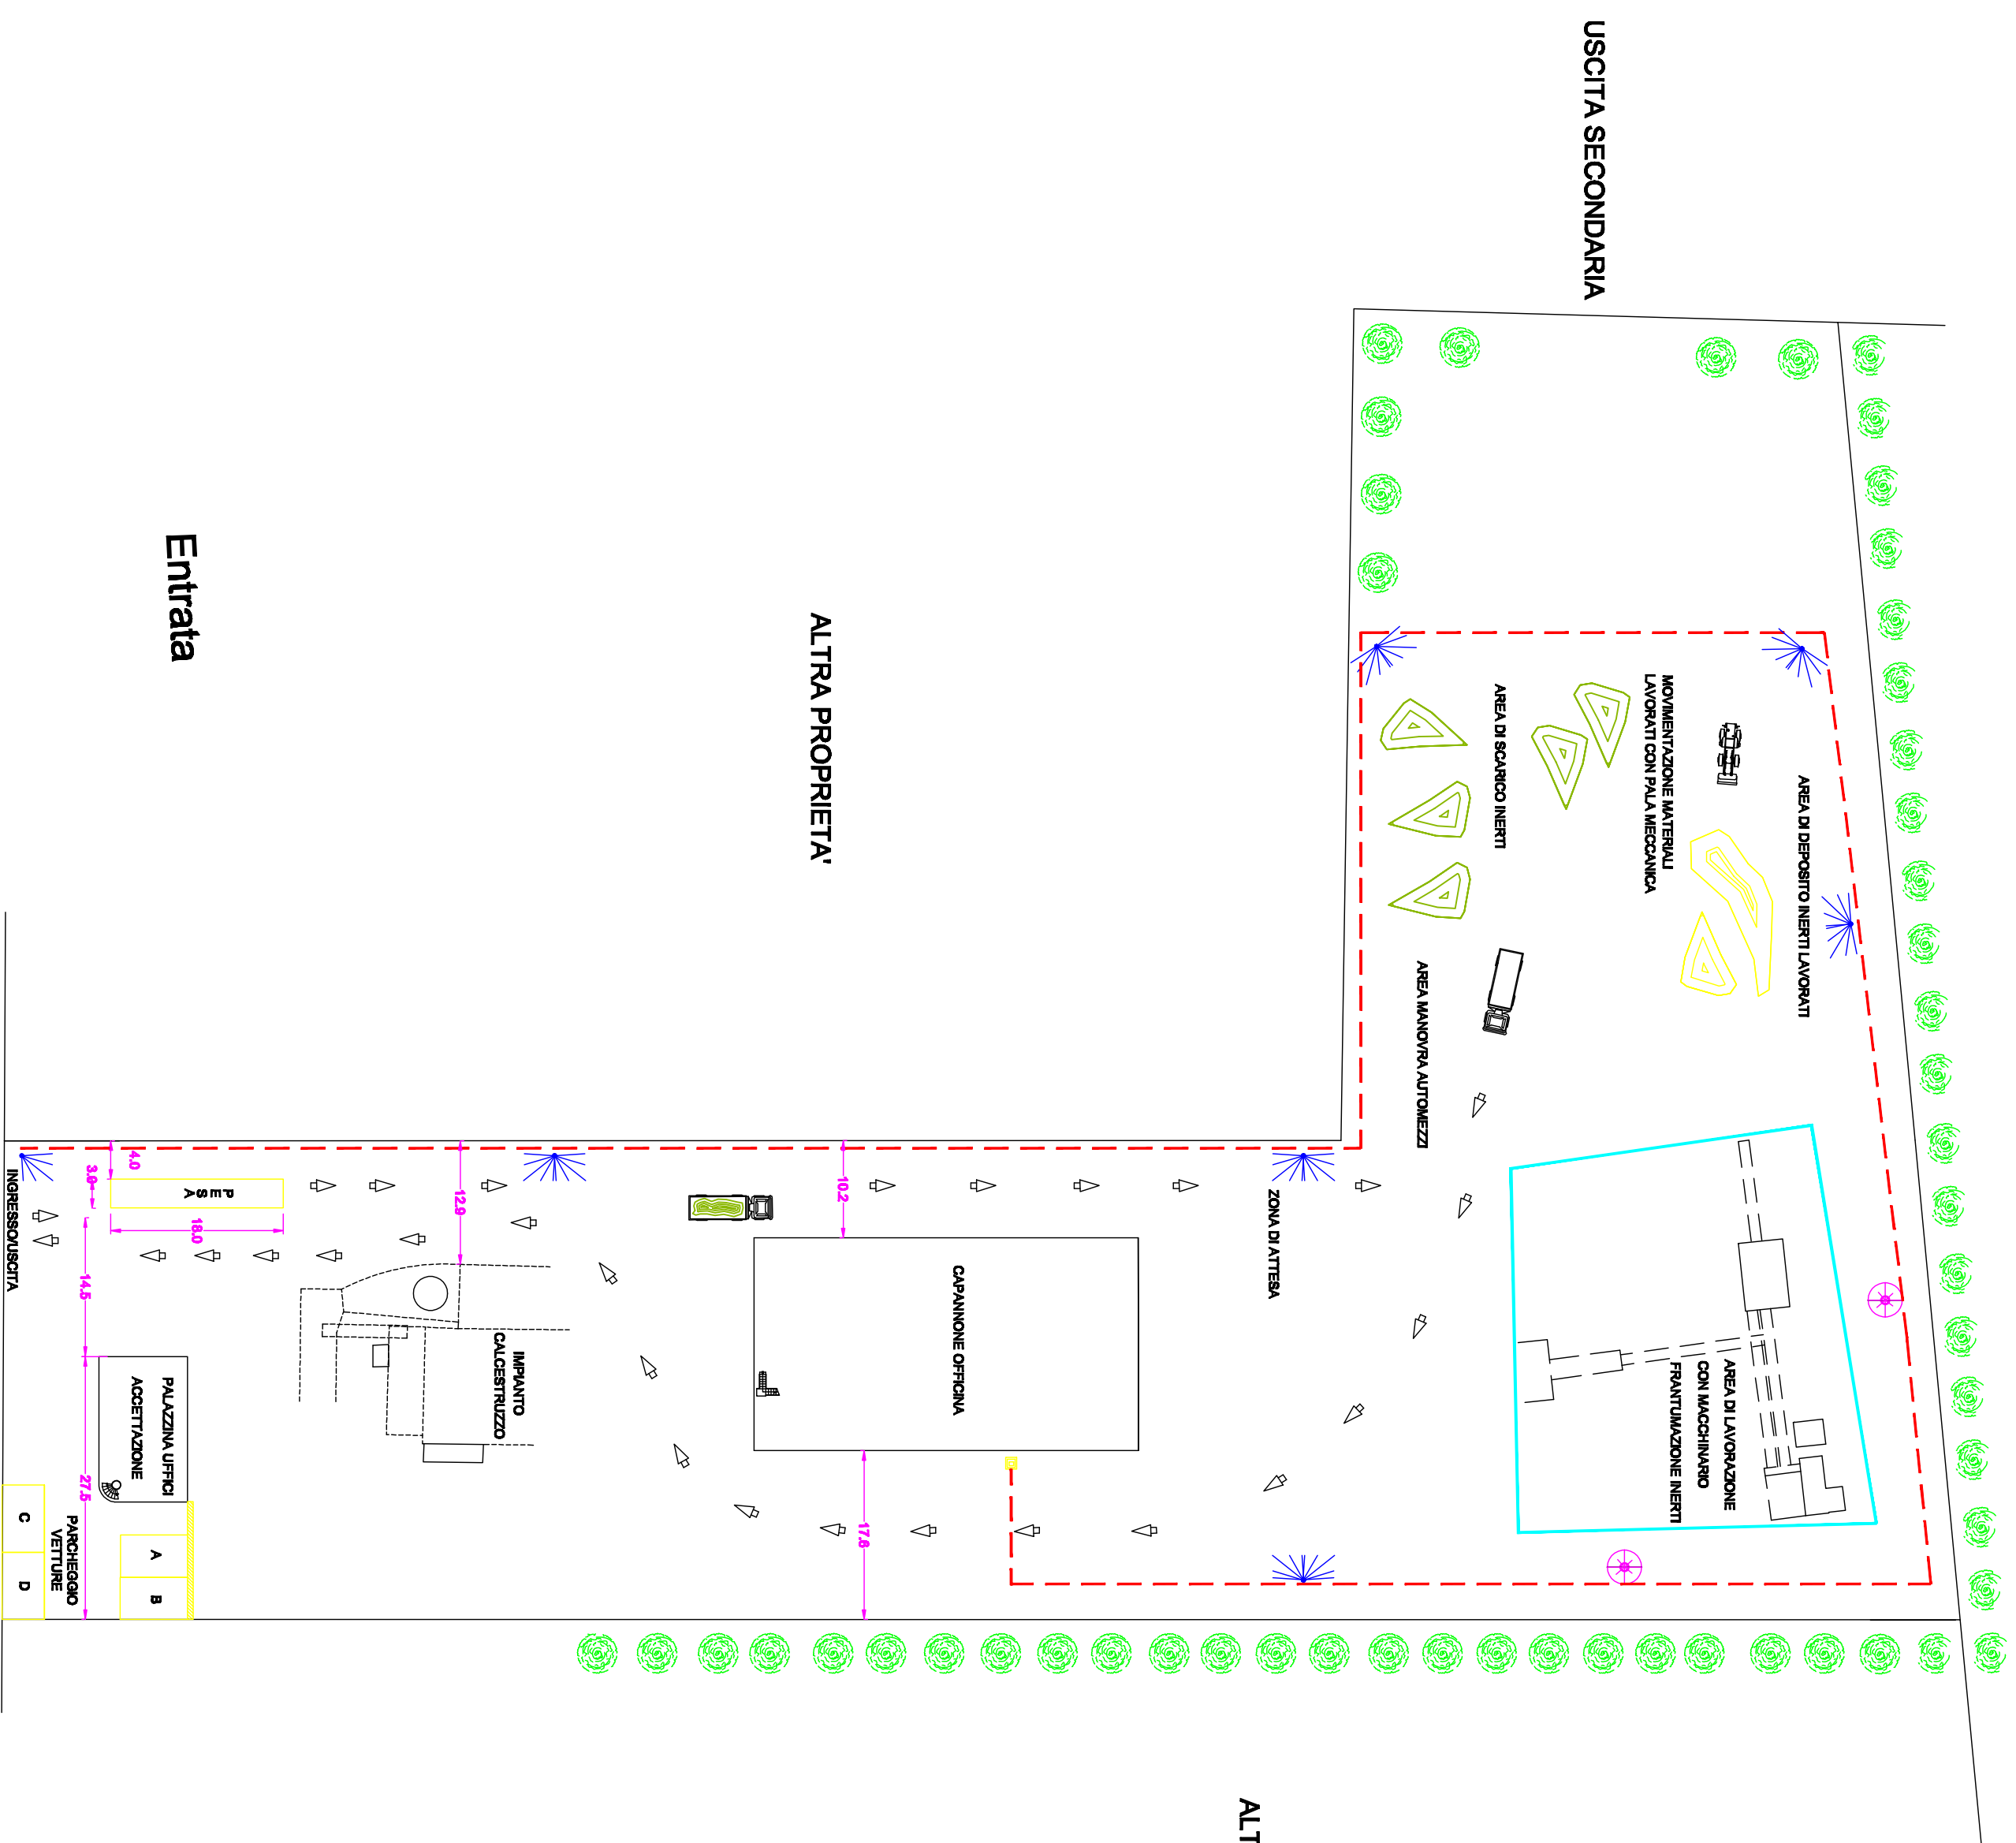 USCITA SECONDARIA
AREA DI DEPOSITO INERTI LAVORATI
MOVIMENTAZIONE MATERIALI
LAVORATI CON PALA MECCANICA
AREA DI SCARICO INERTI
Entrata
ALTRA PROPRIETA'
AREA MANOVRA AUTOMEZZI
AREA DI LAVORAZIONE
CON MACCHINARIO
FRANTUMAZIONE INERTI
ZONA DI ATTESA
10.2
CAPANNONE OFFICINA
17.6
12.9
IMPIANTO
CALCESTRUZZO
4.0
3.0
PESA
18.0
INGRESSO/USCITA
14.5
PALAZZINA UFFICI
ACCETTAZIONE
27.5
PARCHEGGIO
VETTURE
A
B
C
D
ALT